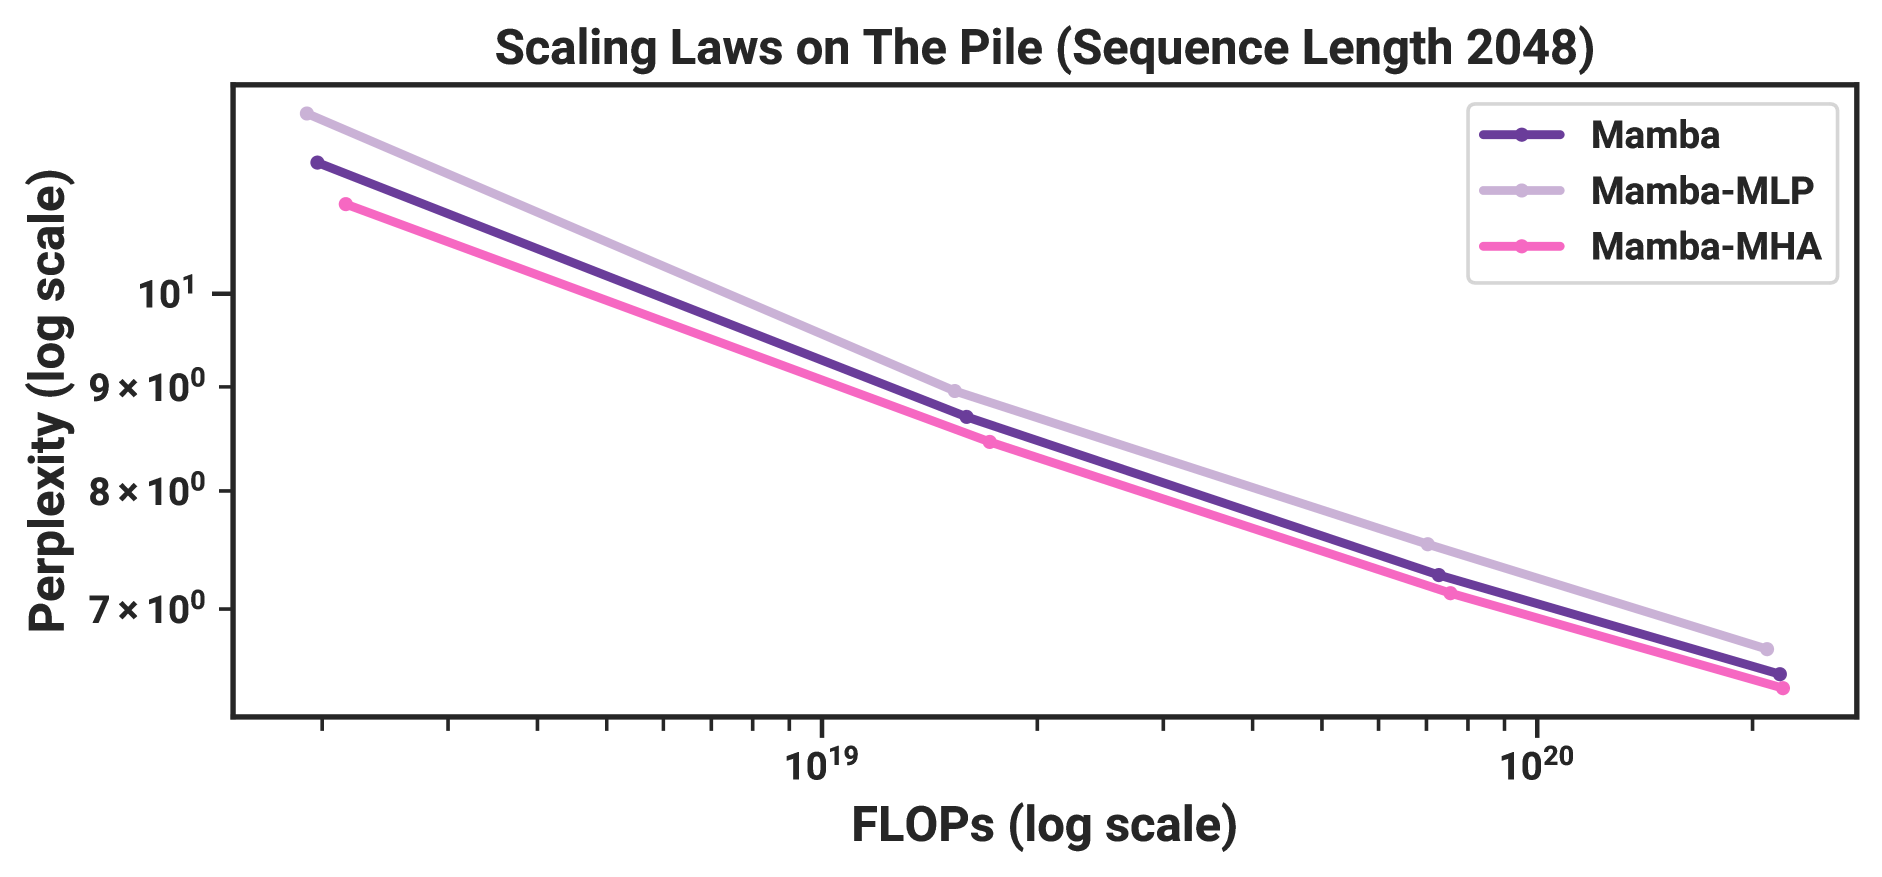 Scaling Laws on The Pile (Sequence Length 2048)
Mamba
Mamba-MLP
Mamba-MHA
Perplexity (log scale)
10¹
9 × 10⁰
8 × 10⁰
7 × 10⁰
10¹⁹
10²⁰
FLOPs (log scale)